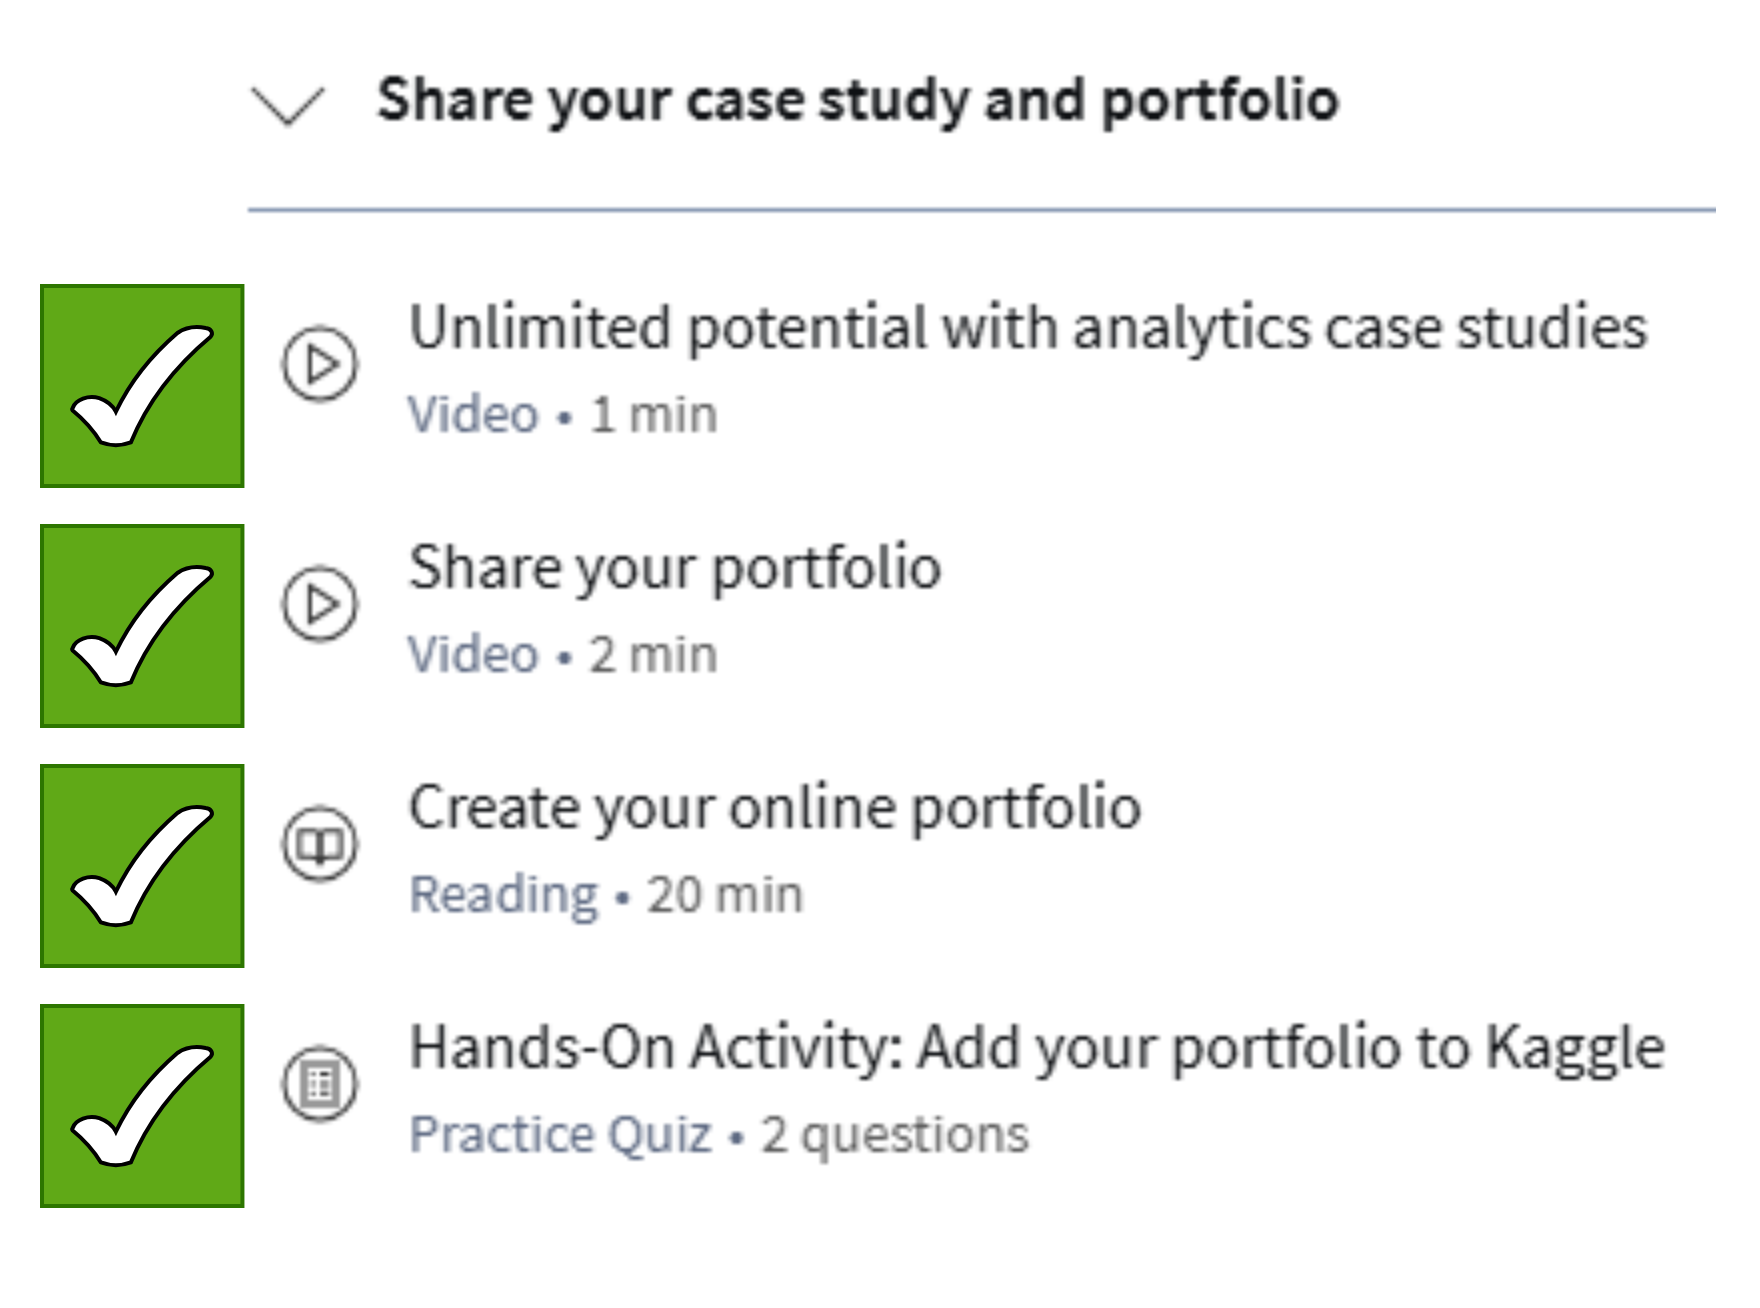 Share your case study and portfolio
Unlimited potential with analytics case studies
Video • 1 min
Share your portfolio
Video • 2 min
Create your online portfolio
Reading • 20 min
Hands-On Activity: Add your portfolio to Kaggle
Practice Quiz • 2 questions